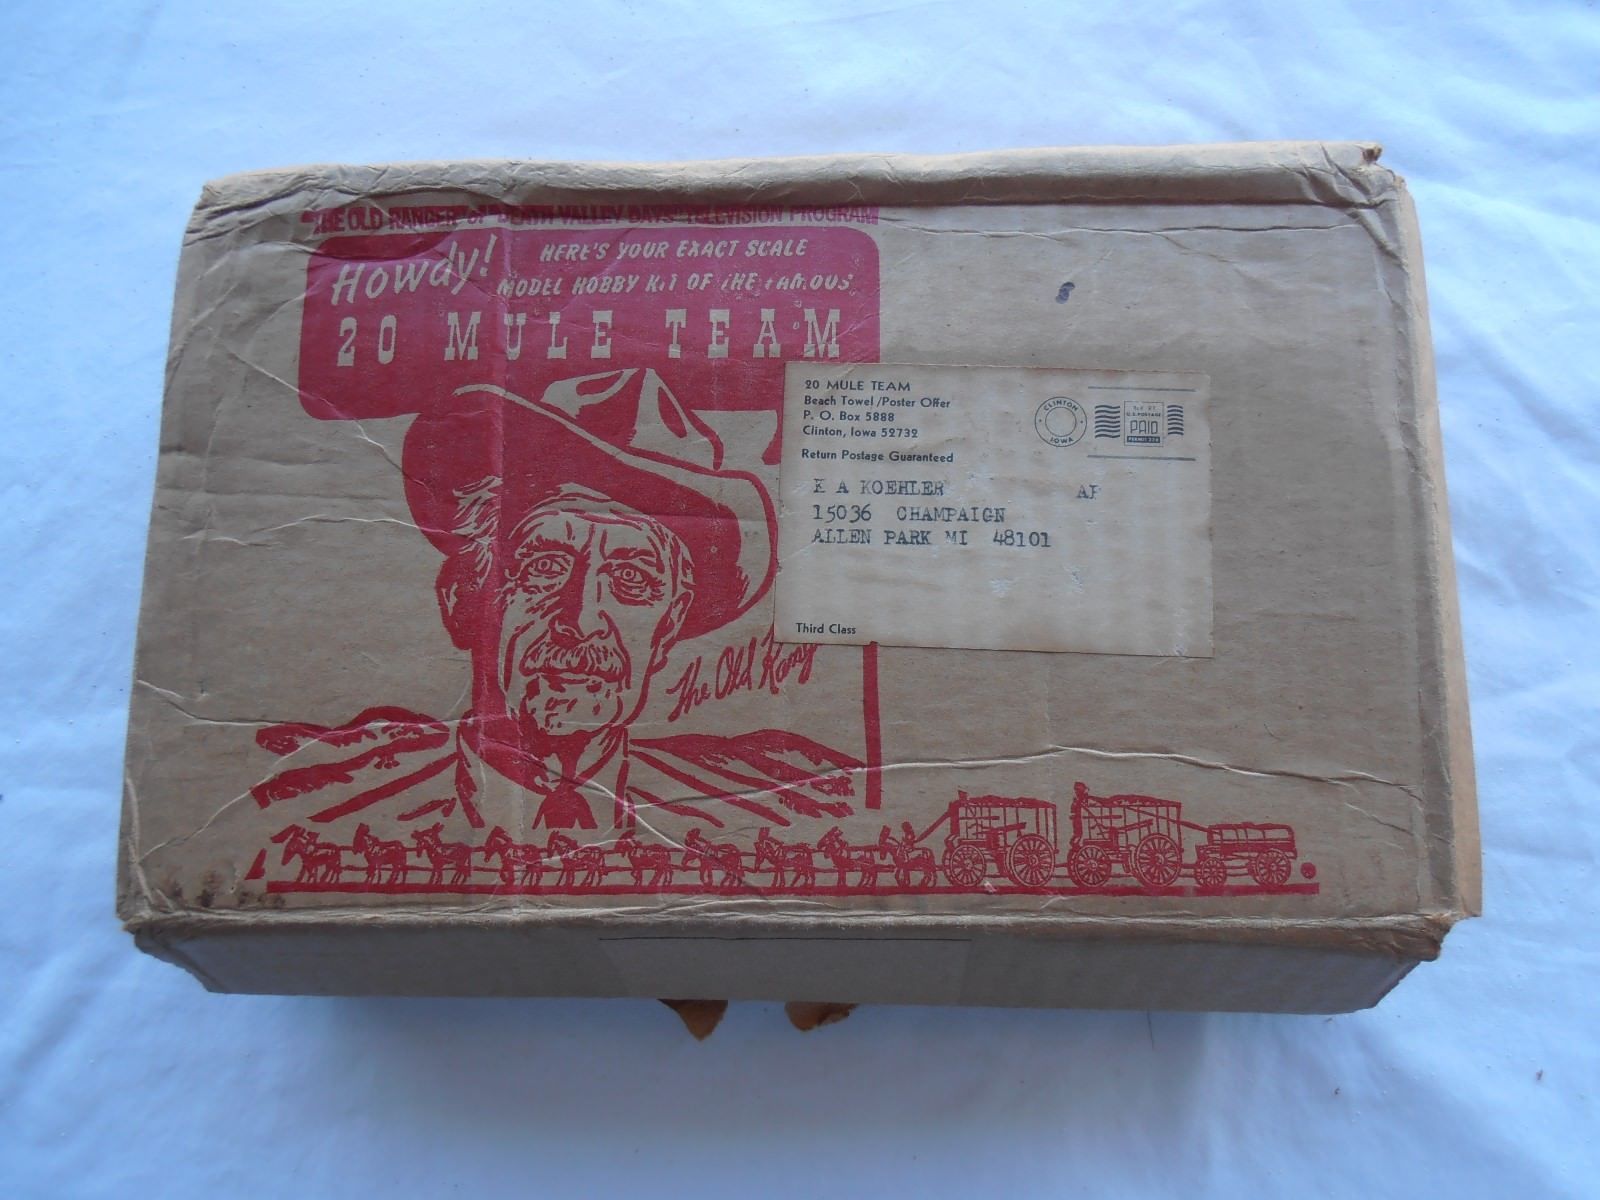 "THE OLD RANGER" of "DEATH VALLEY DAYS" TELEVISION PROGRAM
Howdy!
HERE'S YOUR EXACT SCALE
MODEL HOBBY KIT OF THE FAMOUS
20 MULE TEAM
20 MULE TEAM
Beach Towel/Poster Offer
P. O. Box 5888
Clinton, Iowa 52732
Return Postage Guaranteed
CLINTON
IOWA
U.S. POSTAGE
PAID
E A KOEHLER
15036 CHAMPAIGN
ALLEN PARK MI 48101
Third Class
The Old